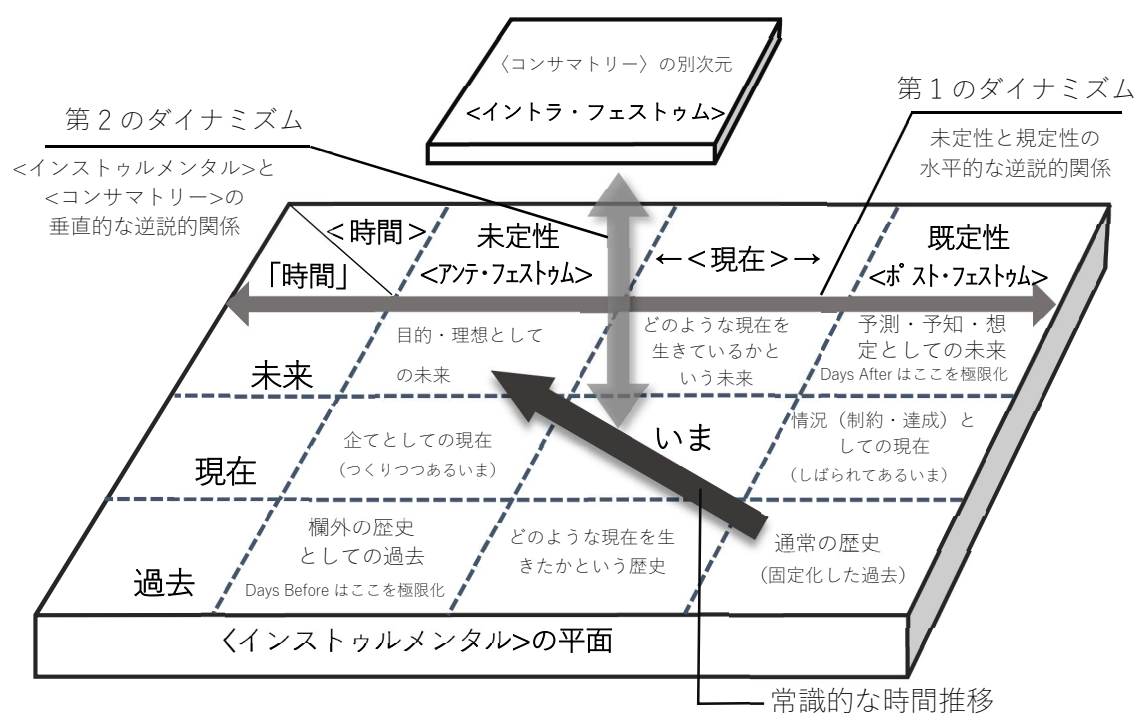 〈コンサマトリー〉の別次元
<イントラ・フェストゥム>
第２のダイナミズム
<インストゥルメンタル>と
<コンサマトリー>の
垂直的な逆説的関係
第１のダイナミズム
未定性と規定性の
水平的な逆説的関係
<時間>
「時間」
未定性
<アンテ・フェストゥム>
←<現在>→
既定性
<ポスト・フェストゥム>
未来
目的・理想として
の未来
どのような現在を
生きているかと
いう未来
予測・予知・想
定としての未来
Days After はここを極限化
現在
企てとしての現在
（つくりつつあるいま）
いま
情況（制約・達成）と
しての現在
（しばられてあるいま）
過去
欄外の歴史
としての過去
Days Before はここを極限化
どのような現在を生
きたかという歴史
通常の歴史
（固定化した過去）
<インストゥルメンタル>の平面
常識的な時間推移